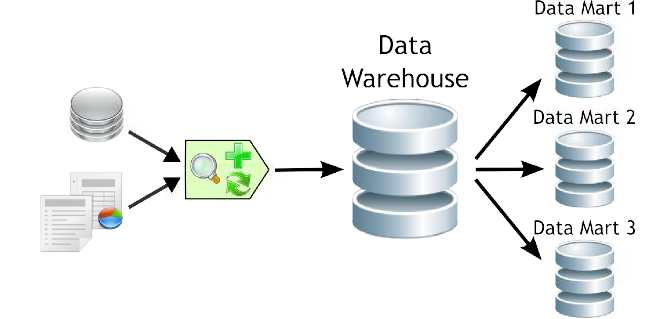 Data Mart 1
Data
Warehouse
Data Mart 2
Data Mart 3